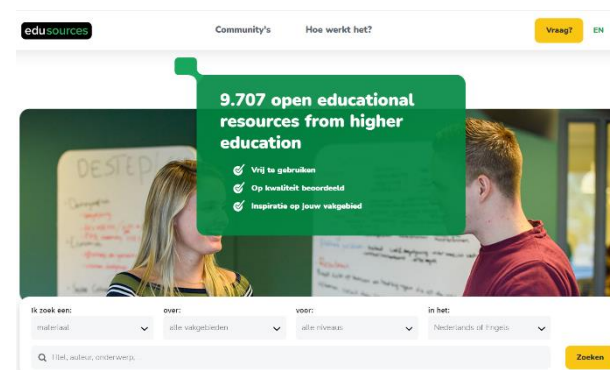 edusources
Community's
Hoe werkt het?
Vraag?
EN
9.707 open educational
resources from higher
education
Vrij te gebruiken
Op kwaliteit beoordeeld
Inspiratie op jouw vakgebied
DESTEP
Ik zoek een:
over:
voor:
in het:
materiaal
alle vakgebieden
alle niveaus
Nederlands of Engels
Titel, auteur, onderwerp, ..
Zoeken